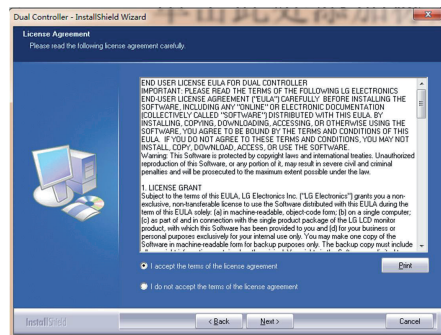 Dual Controller - InstallShield Wizard
单击此处添加标
License Agreement
Please read the following license agreement carefully.
END USER LICENSE EULA FOR DUAL CONTROLLER
IMPORTANT: PLEASE READ THE TERMS OF THE FOLLOWING LG ELECTRONICS
END-USER LICENSE AGREEMENT ("EULA") CAREFULLY BEFORE INSTALLING THE
SOFTWARE, INCLUDING ANY "ONLINE" OR ELECTRONIC DOCUMENTATION
(COLLECTIVELY CALLED "SOFTWARE") DISTRIBUTED WITH THIS EULA. BY
INSTALLING, COPYING, DOWNLOADING, ACCESSING, OR OTHERWISE USING THE
SOFTWARE, YOU AGREE TO BE BOUND BY THE TERMS AND CONDITIONS OF THIS
EULA. IF YOU DO NOT AGREE TO THESE TERMS AND CONDITIONS, YOU MAY NOT
INSTALL, COPY, DOWNLOAD, ACCESS, OR USE THE SOFTWARE.
Warning: This Software is protected by copyright laws and international treaties. Unauthorized
reproduction of this Software, or any portion of it, may result in severe civil and criminal
penalties and will be prosecuted to the maximum extent possible under the law.
1. LICENSE GRANT
Subject to the terms of this EULA, LG Electronics Inc. ("LG Electronics") grants you a non-
exclusive, non-transferable license to use the Software distributed with this EULA during the
term of this EULA solely: (a) in machine-readable, object-code form; (b) on a single computer;
(c) as part of and in connection with the single product package of the LG LCD monitor
product, with which this Software has been provided to you and (d) for your business or
personal purposes exclusively for your internal use only. You may make one copy of the
Software in machine-readable form for backup purposes only. The backup copy must include
I accept the terms of the license agreement
Print
I do not accept the terms of the license agreement
InstallShield
< Back
Next >
Cancel